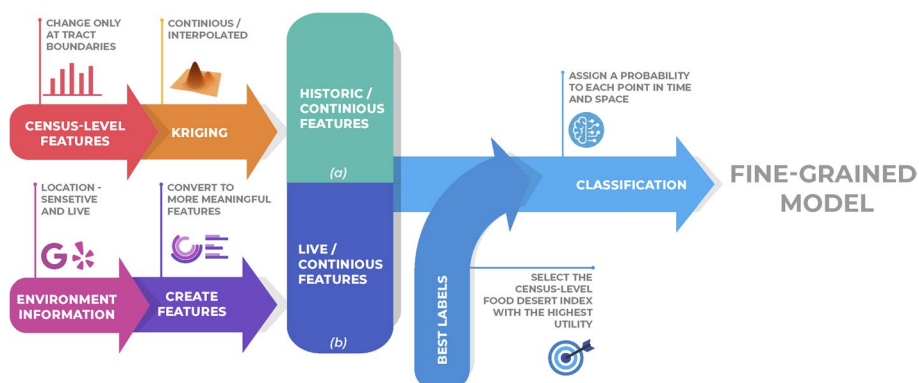 CHANGE ONLY
AT TRACT
BOUNDARIES
CONTINIOUS /
INTERPOLATED
CENSUS-LEVEL
FEATURES
KRIGING
HISTORIC /
CONTINIOUS
FEATURES
(a)
ASSIGN A PROBABILITY
TO EACH POINT IN TIME
AND SPACE
CLASSIFICATION
FINE-GRAINED
MODEL
LOCATION -
SENSETIVE
AND LIVE
G
CONVERT TO
MORE MEANINGFUL
FEATURES
ENVIRONMENT
INFORMATION
CREATE
FEATURES
LIVE /
CONTINIOUS
FEATURES
(b)
BEST LABELS
SELECT THE
CENSUS-LEVEL
FOOD DESERT INDEX
WITH THE HIGHEST
UTILITY